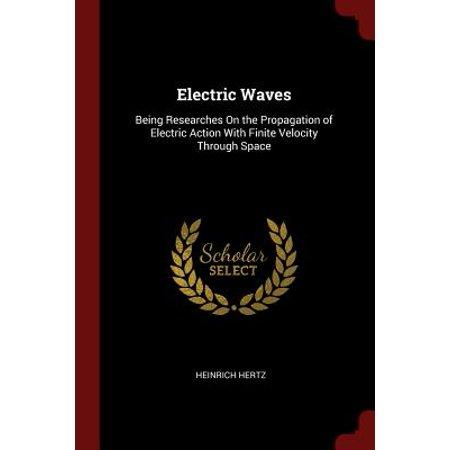 Electric Waves
Being Researches On the Propagation of
Electric Action With Finite Velocity
Through Space
Scholar
SELECT
HEINRICH HERTZ